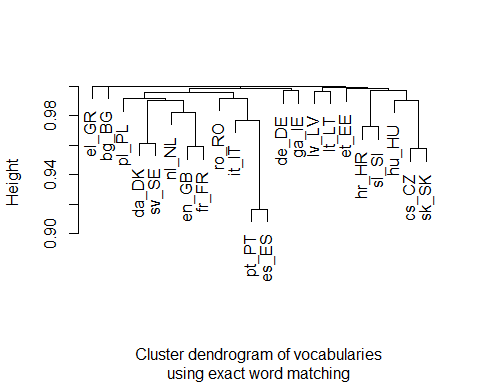 Height
0.98
0.94
0.90
el_GR
bg_BG
pl_PL
da_DK
sv_SE
nl_NL
en_GB
fr_FR
ro_RO
it_IT
pt_PT
es_ES
de_DE
ga_IE
lv_LV
lt_LT
et_EE
hr_HR
sl_SI
hu_HU
cs_CZ
sk_SK
Cluster dendrogram of vocabularies
using exact word matching